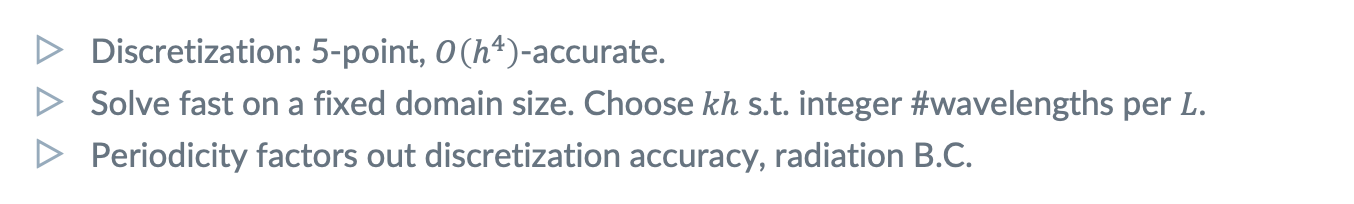 ▷ Discretization: 5-point, O(h⁴)-accurate.
▷ Solve fast on a fixed domain size. Choose kh s.t. integer #wavelengths per L.
▷ Periodicity factors out discretization accuracy, radiation B.C.